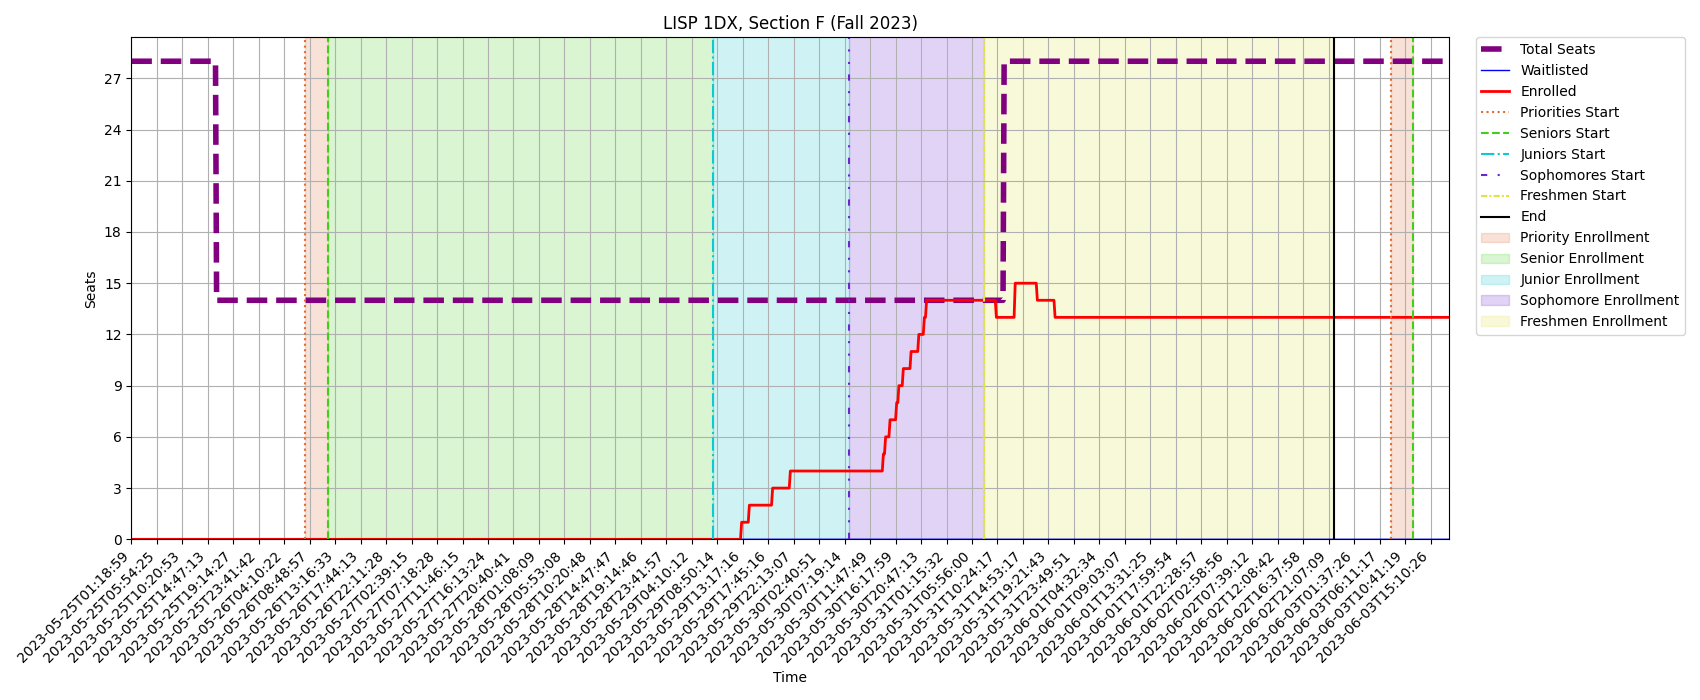 LISP 1DX, Section F (Fall 2023)
Total Seats
Waitlisted
Enrolled
Priorities Start
Seniors Start
Juniors Start
Sophomores Start
Freshmen Start
End
Priority Enrollment
Senior Enrollment
Junior Enrollment
Sophomore Enrollment
Freshmen Enrollment
Seats
27
24
21
18
15
12
9
6
3
0
2023-05-25T01:18:59
2023-05-25T05:54:25
2023-05-25T10:20:53
2023-05-25T14:47:13
2023-05-25T19:14:27
2023-05-25T23:41:42
2023-05-26T04:10:22
2023-05-26T08:48:57
2023-05-26T13:16:33
2023-05-26T17:44:13
2023-05-26T22:11:28
2023-05-27T02:39:15
2023-05-27T07:18:28
2023-05-27T11:46:15
2023-05-27T16:13:24
2023-05-27T20:40:41
2023-05-28T01:08:09
2023-05-28T05:53:08
2023-05-28T10:20:48
2023-05-28T14:47:47
2023-05-28T19:14:46
2023-05-28T23:41:57
2023-05-29T04:10:12
2023-05-29T08:50:14
2023-05-29T13:17:16
2023-05-29T17:45:16
2023-05-29T22:13:07
2023-05-30T02:40:51
2023-05-30T07:19:14
2023-05-30T11:47:49
2023-05-30T16:17:59
2023-05-30T20:47:13
2023-05-31T01:15:32
2023-05-31T05:56:00
2023-05-31T10:24:17
2023-05-31T14:53:17
2023-05-31T19:21:43
2023-05-31T23:49:51
2023-06-01T04:32:34
2023-06-01T09:03:07
2023-06-01T13:31:25
2023-06-01T17:59:54
2023-06-01T22:28:57
2023-06-02T02:58:56
2023-06-02T07:39:12
2023-06-02T12:08:42
2023-06-02T16:37:58
2023-06-02T21:07:09
2023-06-03T01:37:26
2023-06-03T06:11:17
2023-06-03T10:41:19
2023-06-03T15:10:26
Time